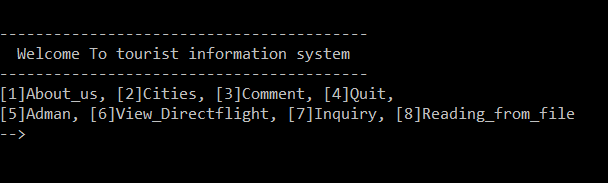 -----------------------------------------
Welcome To tourist information system
-----------------------------------------
[1]About_us, [2]Cities, [3]Comment, [4]Quit,
[5]Adman, [6]View_Directflight, [7]Inquiry, [8]Reading_from_file
-->